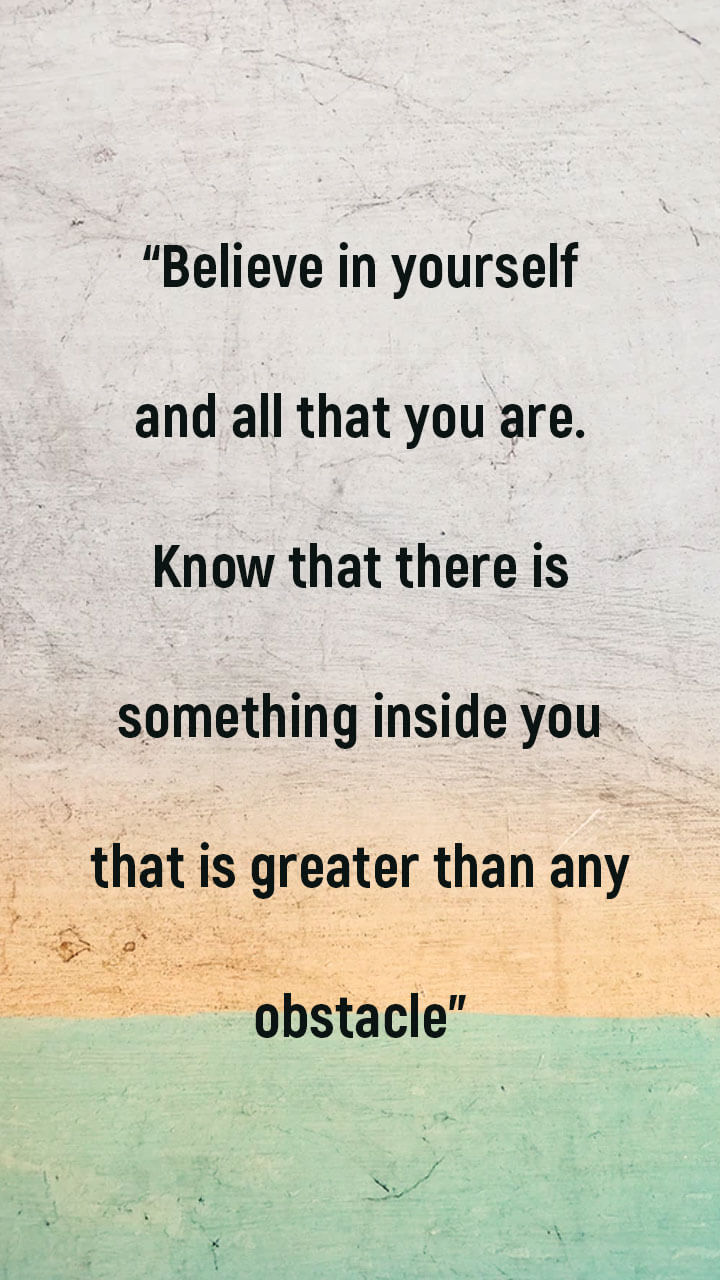 “Believe in yourself
and all that you are.
Know that there is
something inside you
that is greater than any
obstacle”